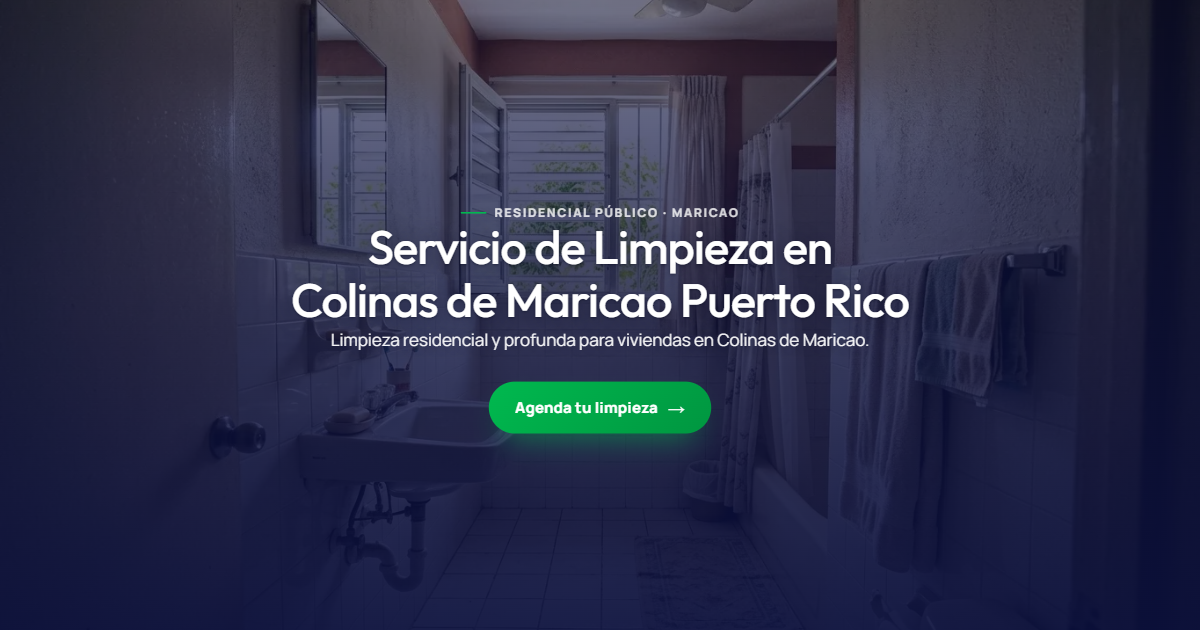 RESIDENCIAL PÚBLICO · MARICAO
Servicio de Limpieza en
Colinas de Maricao Puerto Rico
Limpieza residencial y profunda para viviendas en Colinas de Maricao.
Agenda tu limpieza →